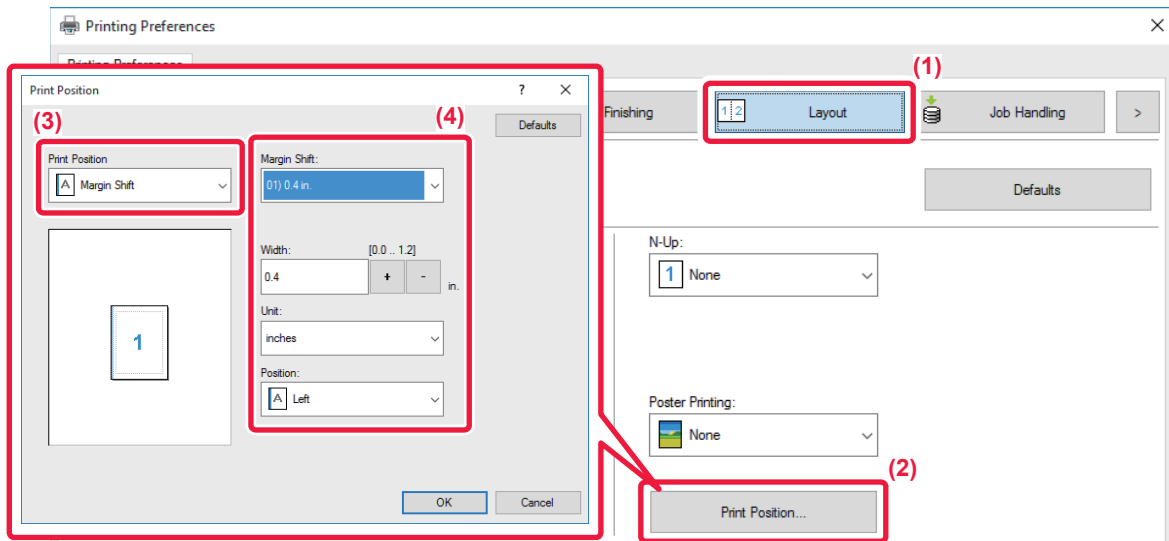 Printing Preferences
Printing Preferences
(1)
Finishing
1 2 Layout
Job Handling
>
Defaults
N-Up:
1 None
Poster Printing:
None
(2)
Print Position...
Print Position
? ×
(3)
(4)
Defaults
Print Position
A Margin Shift
1
Margin Shift:
01) 0.4 in.
Width: [0.0 .. 1.2]
0.4 + - in.
Unit:
inches
Position:
A Left
OK Cancel